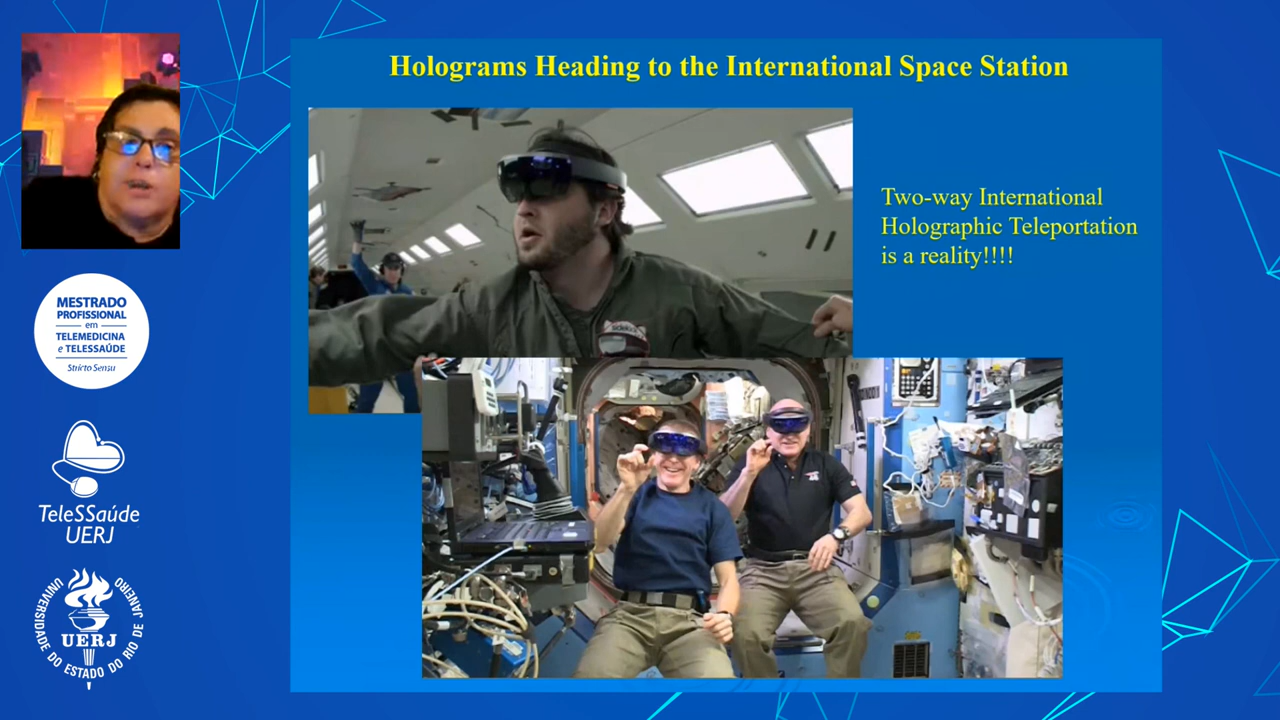 Holograms Heading to the International Space Station
Two-way International
Holographic Teleportation
is a reality!!!!
MESTRADO
PROFISSIONAL
em
TELEMEDICINA
e TELESSAÚDE
Stricto Sensu
TeleSSaúde
UERJ
UERJ
UNIVERSIDADE DO ESTADO DO RIO DE JANEIRO